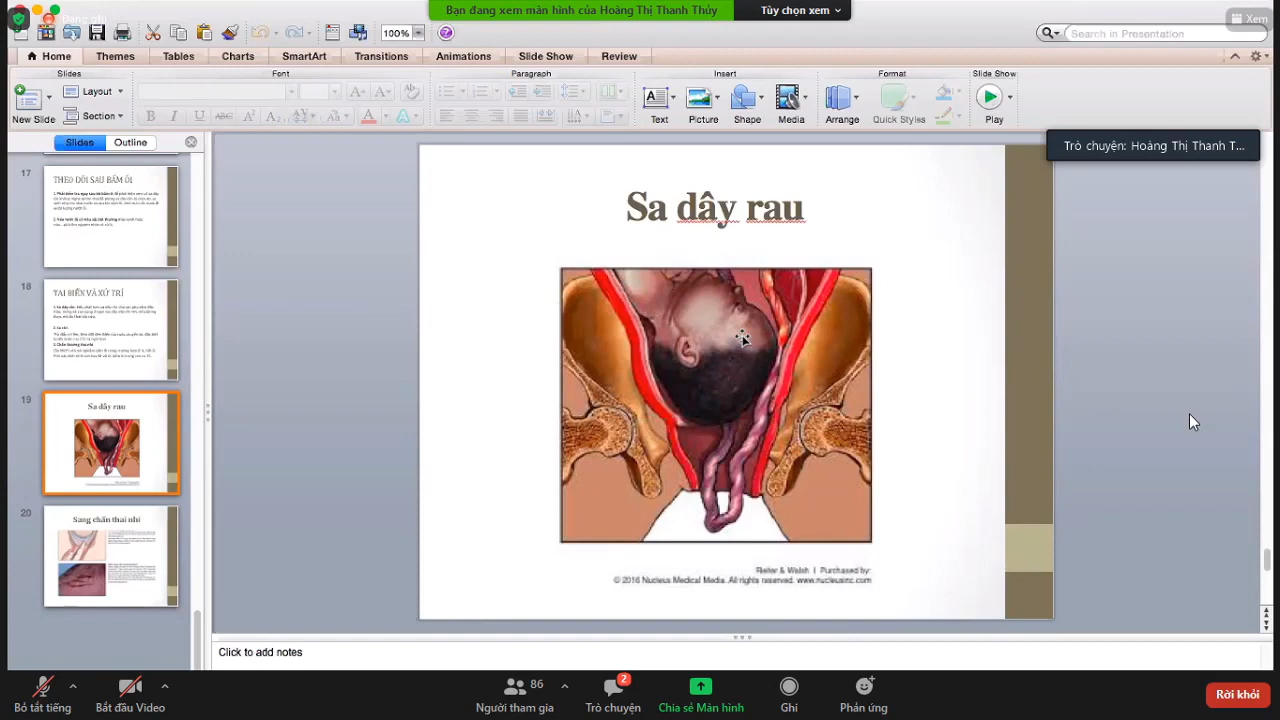 Bạn đang xem màn hình của Hoàng Thị Thanh Thủy
Tùy chọn xem
Xem
100%
Search in Presentation
Home Themes Tables Charts SmartArt Transitions Animations Slide Show Review
Slides Font Paragraph Insert Format Slide Show
New Slide
Layout
Section
B I U ABC
Text Picture Shape Media Arrange Quick Styles Play
Slides Outline
Trò chuyện: Hoàng Thị Thanh T...
17
THEO DÕI SAU BẤM ỐI
18
TAI BIẾN VÀ XỬ TRÍ
19
Sa dây rau
20
Sang chấn thai nhi
Sa dây rau
Reiter & Walsh | Purchased by:
© 2016 Nucleus Medical Media. All rights reserved. www.nucleusinc.com
Click to add notes
86
2
Bỏ tắt tiếng
Bắt đầu Video
Người tham gia
Trò chuyện
Chia sẻ Màn hình
Ghi
Phản ứng
Rời khỏi